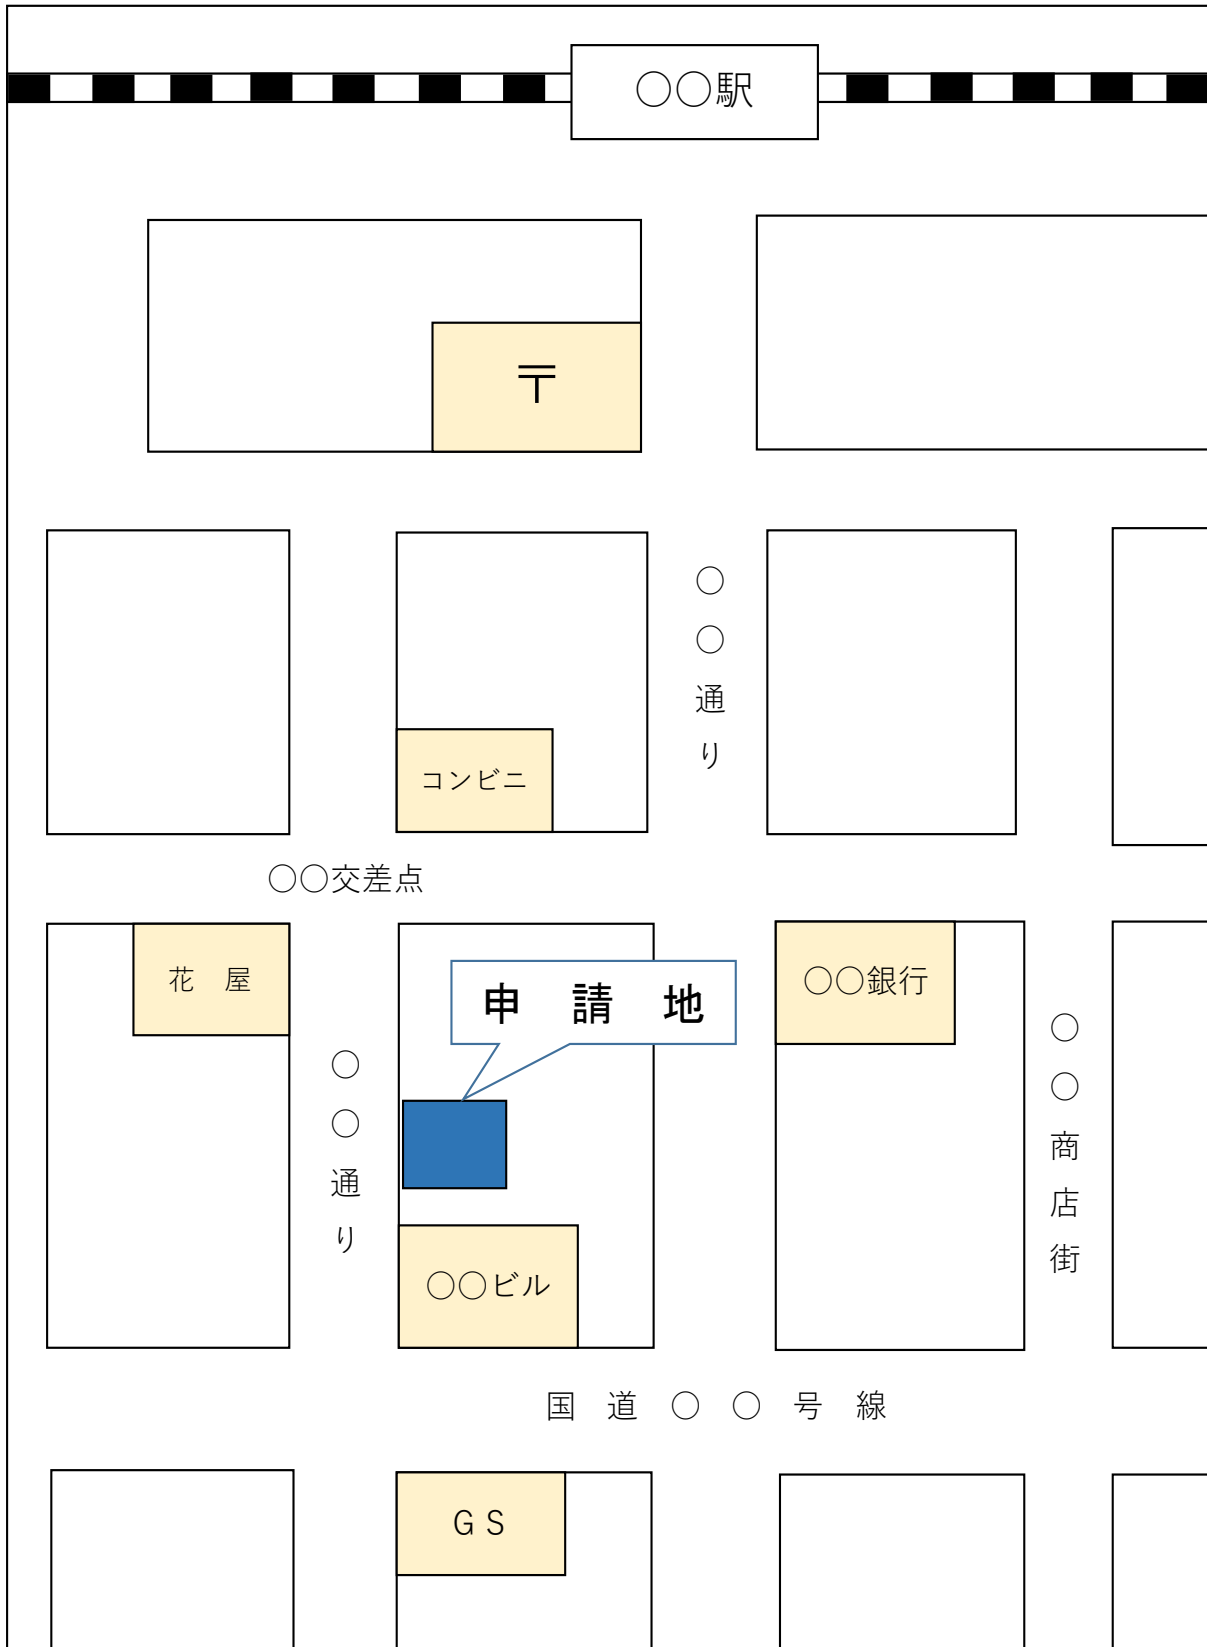 ○○駅
〒
○○通り
コンビニ
○○交差点
花　屋
申　請　地
○○銀行
○○通り
○○商店街
○○ビル
国　道　○　○　号　線
ＧＳ